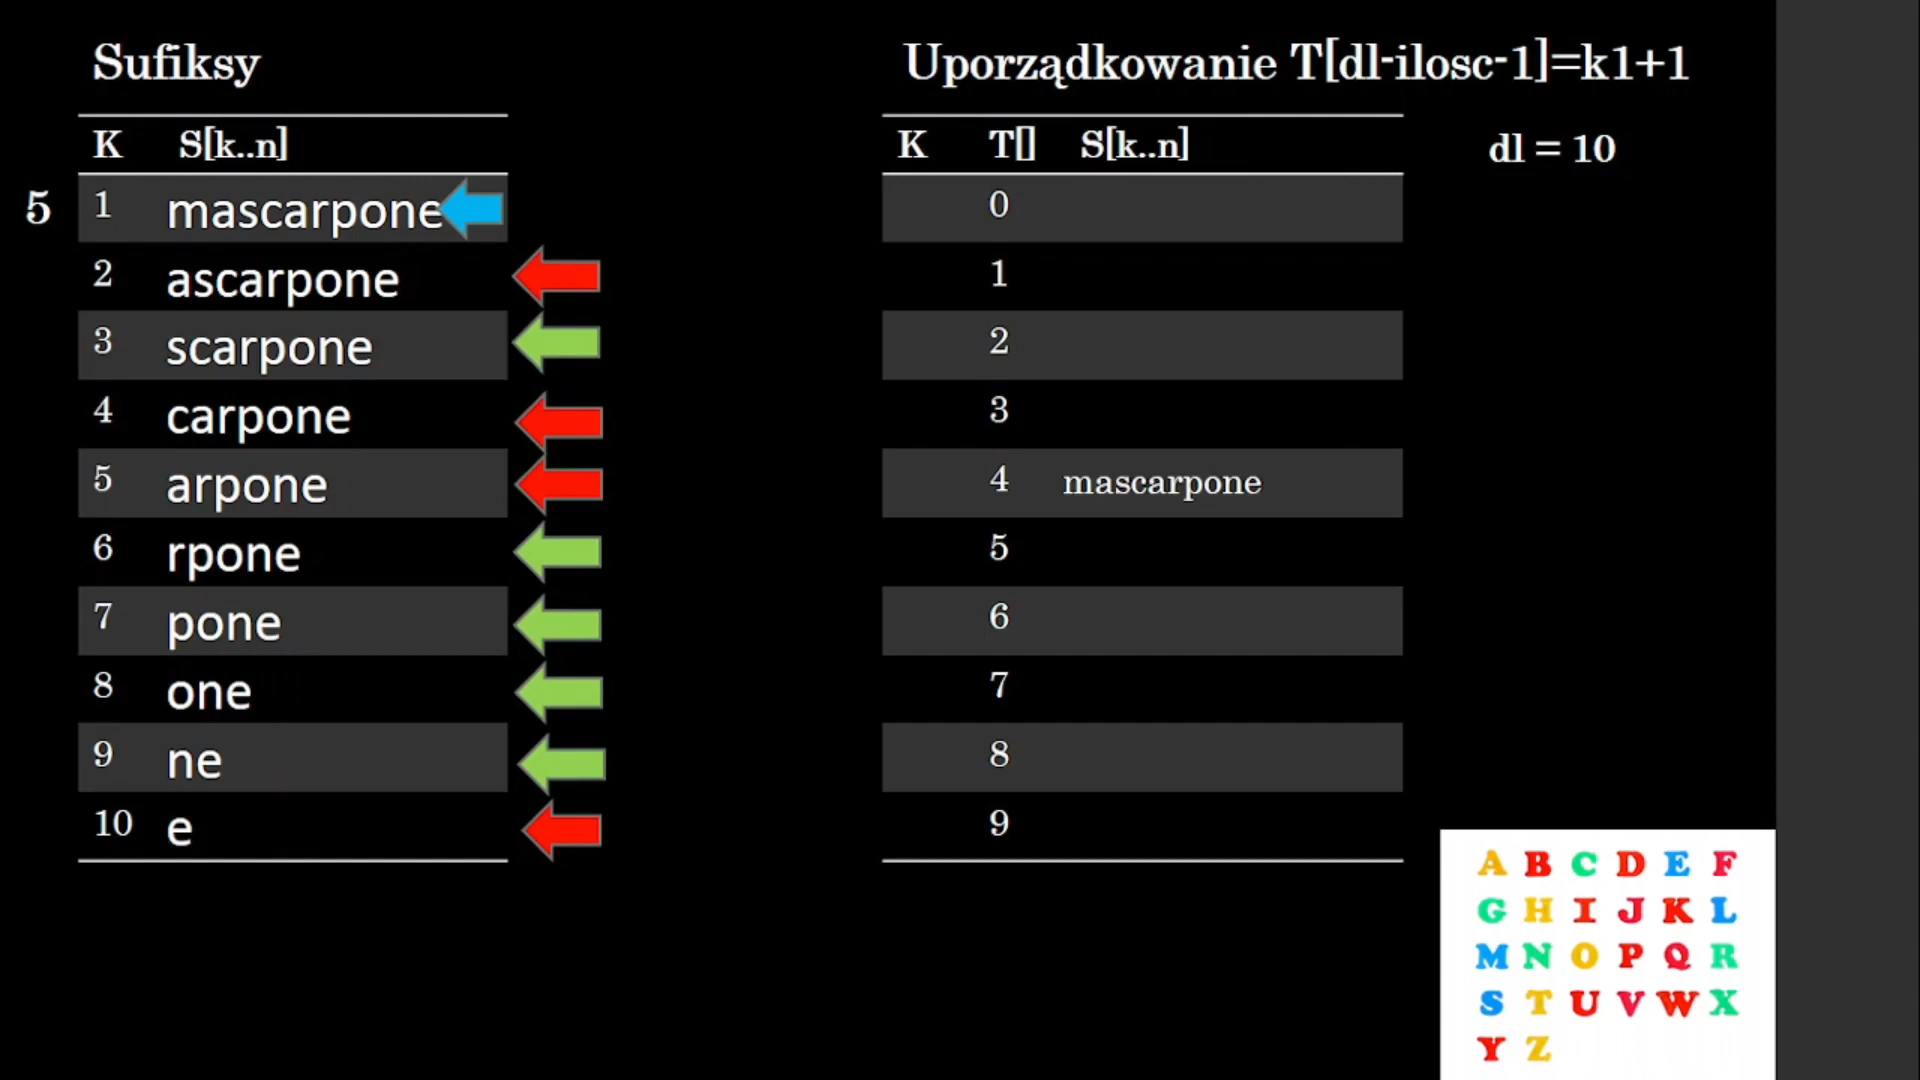 Sufiksy
K S[k..n]
5 1 mascarpone
2 ascarpone
3 scarpone
4 carpone
5 arpone
6 rpone
7 pone
8 one
9 ne
10 e
Uporządkowanie T[dl-ilosc-1]=k1+1
K T[] S[k..n]
dl = 10
0
1
2
3
4 mascarpone
5
6
7
8
9
A B C D E F
G H I J K L
M N O P Q R
S T U V W X
Y Z